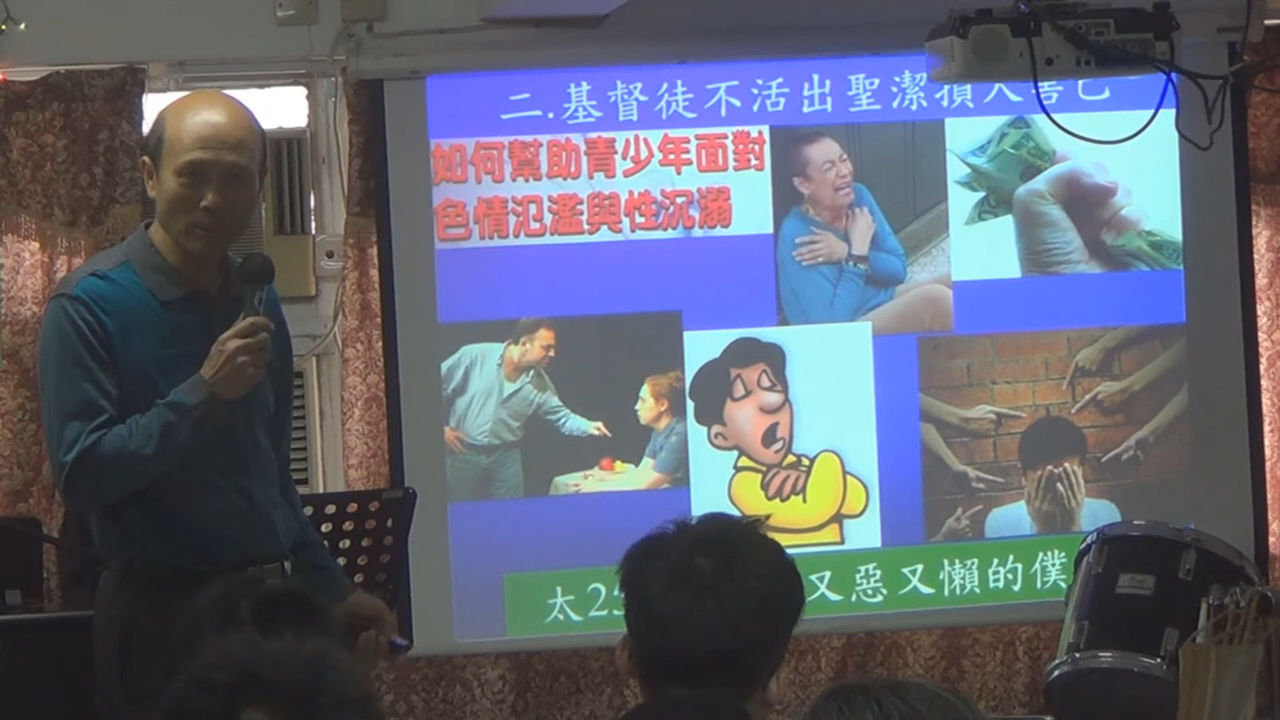 二.基督徒不活出聖潔損人害己
如何幫助青少年面對
色情氾濫與性沉溺
太25 又惡又懶的僕